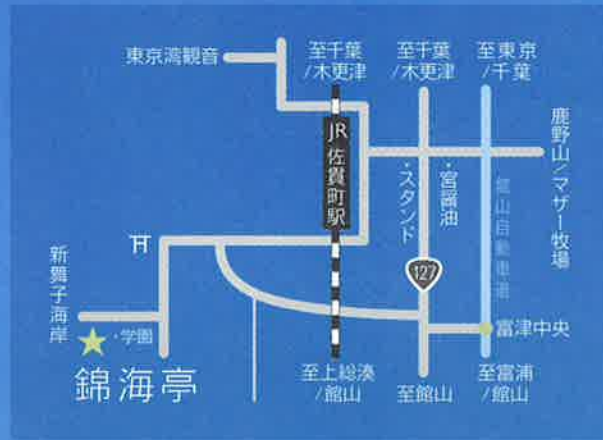 東京湾観音
至千葉
/木更津
至千葉
/木更津
至東京
/千葉
JR 佐貫町駅
・スタンド
・宮醤油
館山自動車道
鹿野山/マザー牧場
127
新舞子海岸
・学園
錦海亭
富津中央
至上総湊
/館山
至館山
至富浦
/館山